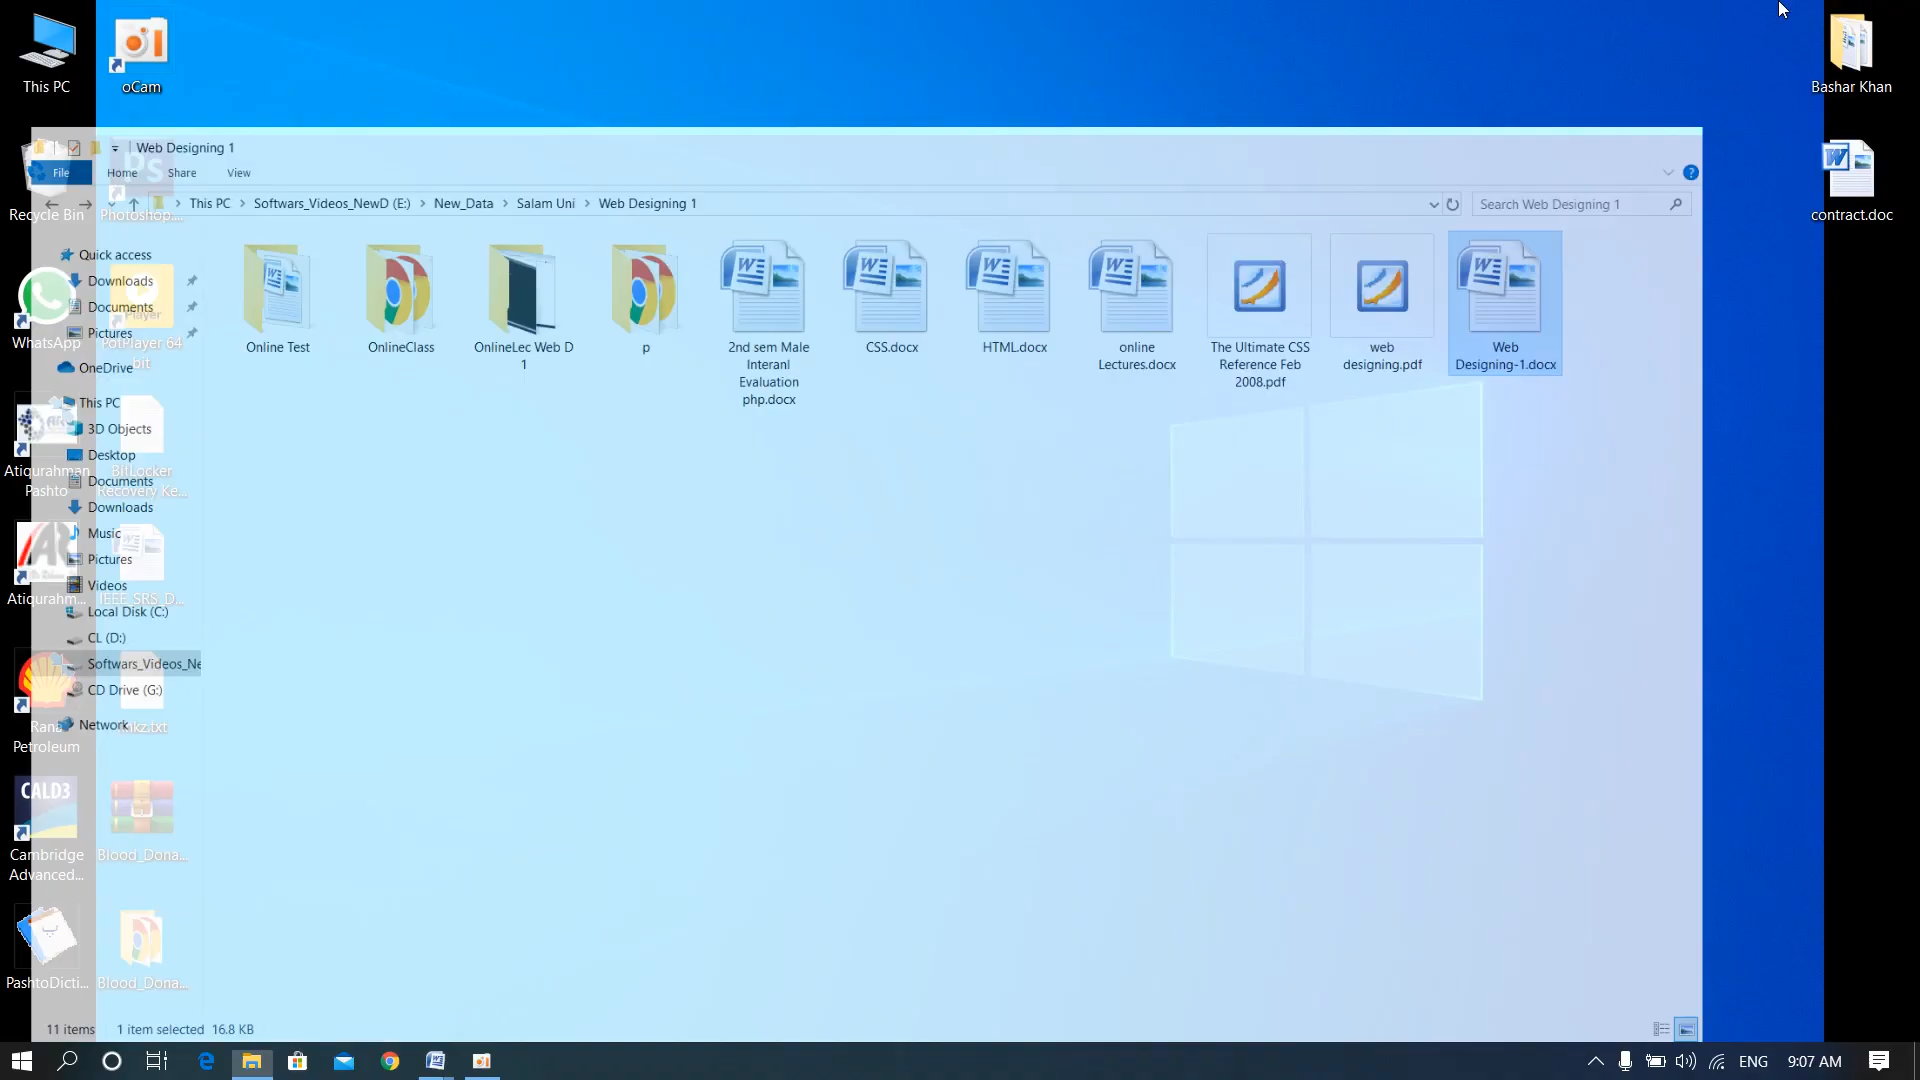 This PC
oCam
Bashar Khan
contract.doc
Web Designing 1
File
Home
Share
View
This PC
Softwars_Videos_NewD (E:)
New_Data
Salam Uni
Web Designing 1
Search Web Designing 1
Recycle Bin
Photoshop....
Quick access
Downloads
Documents
Pictures
Player
WhatsApp
PotPlayer 64
bit
OneDrive
This PC
3D Objects
Desktop
Atiqurahman
Pashto
BitLocker
Recovery Ke...
Documents
Downloads
Music
Pictures
Videos
Atiqurahm...
IEEE_SRS_D...
Local Disk (C:)
CL (D:)
Softwars_Videos_Ne
CD Drive (G:)
Network
Rana
Petroleum
CALD3
Cambridge
Advanced...
Blood_Dona...
PashtoDicti...
Blood_Dona...
Online Test
OnlineClass
OnlineLec Web D
1
p
2nd sem Male
Interanl
Evaluation
php.docx
CSS.docx
HTML.docx
online
Lectures.docx
The Ultimate CSS
Reference Feb
2008.pdf
web
designing.pdf
Web
Designing-1.docx
11 items
1 item selected 16.8 KB
ENG
9:07 AM